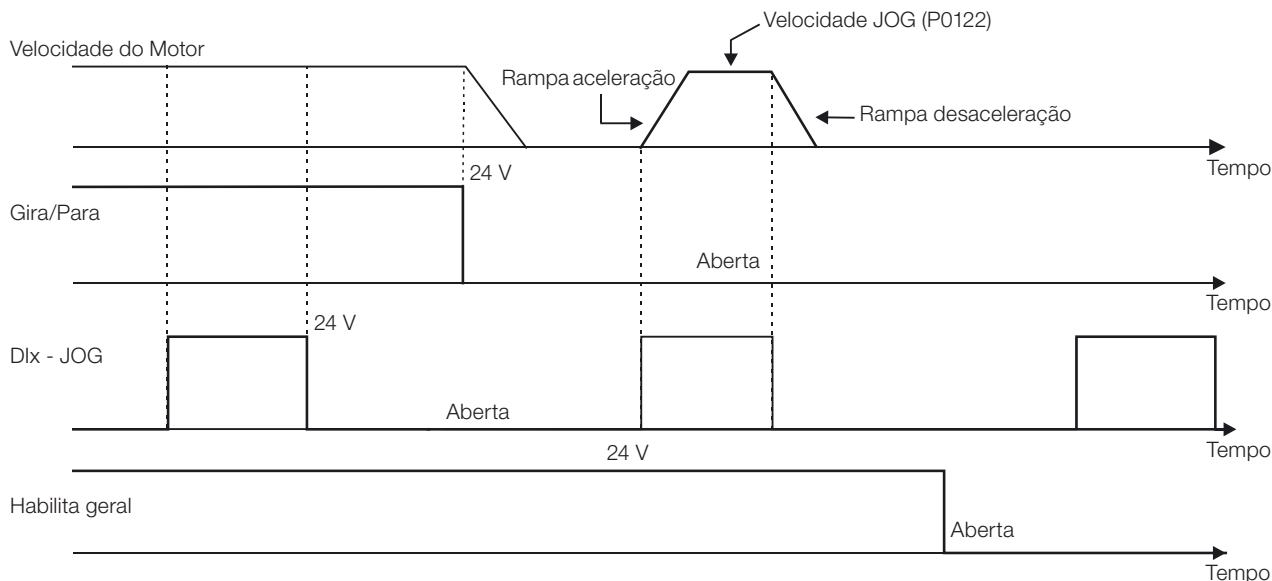 Velocidade JOG (P0122)
Velocidade do Motor
Rampa aceleração
Rampa desaceleração
Tempo
24 V
Gira/Para
Aberta
Tempo
24 V
DIx - JOG
Aberta
Tempo
24 V
Habilita geral
Aberta
Tempo